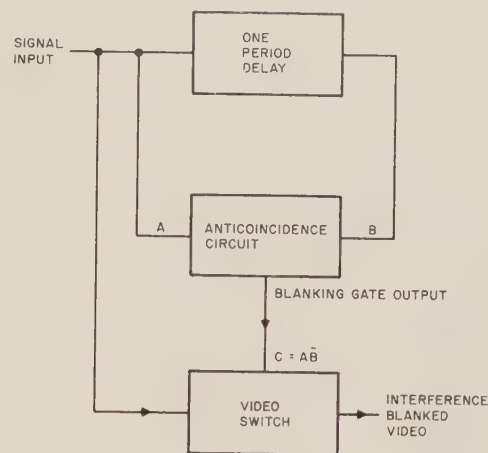 SIGNAL
INPUT
ONE
PERIOD
DELAY
A
ANTICOINCIDENCE
CIRCUIT
B
BLANKING GATE OUTPUT
C = AB̄
VIDEO
SWITCH
INTERFERENCE
BLANKED
VIDEO